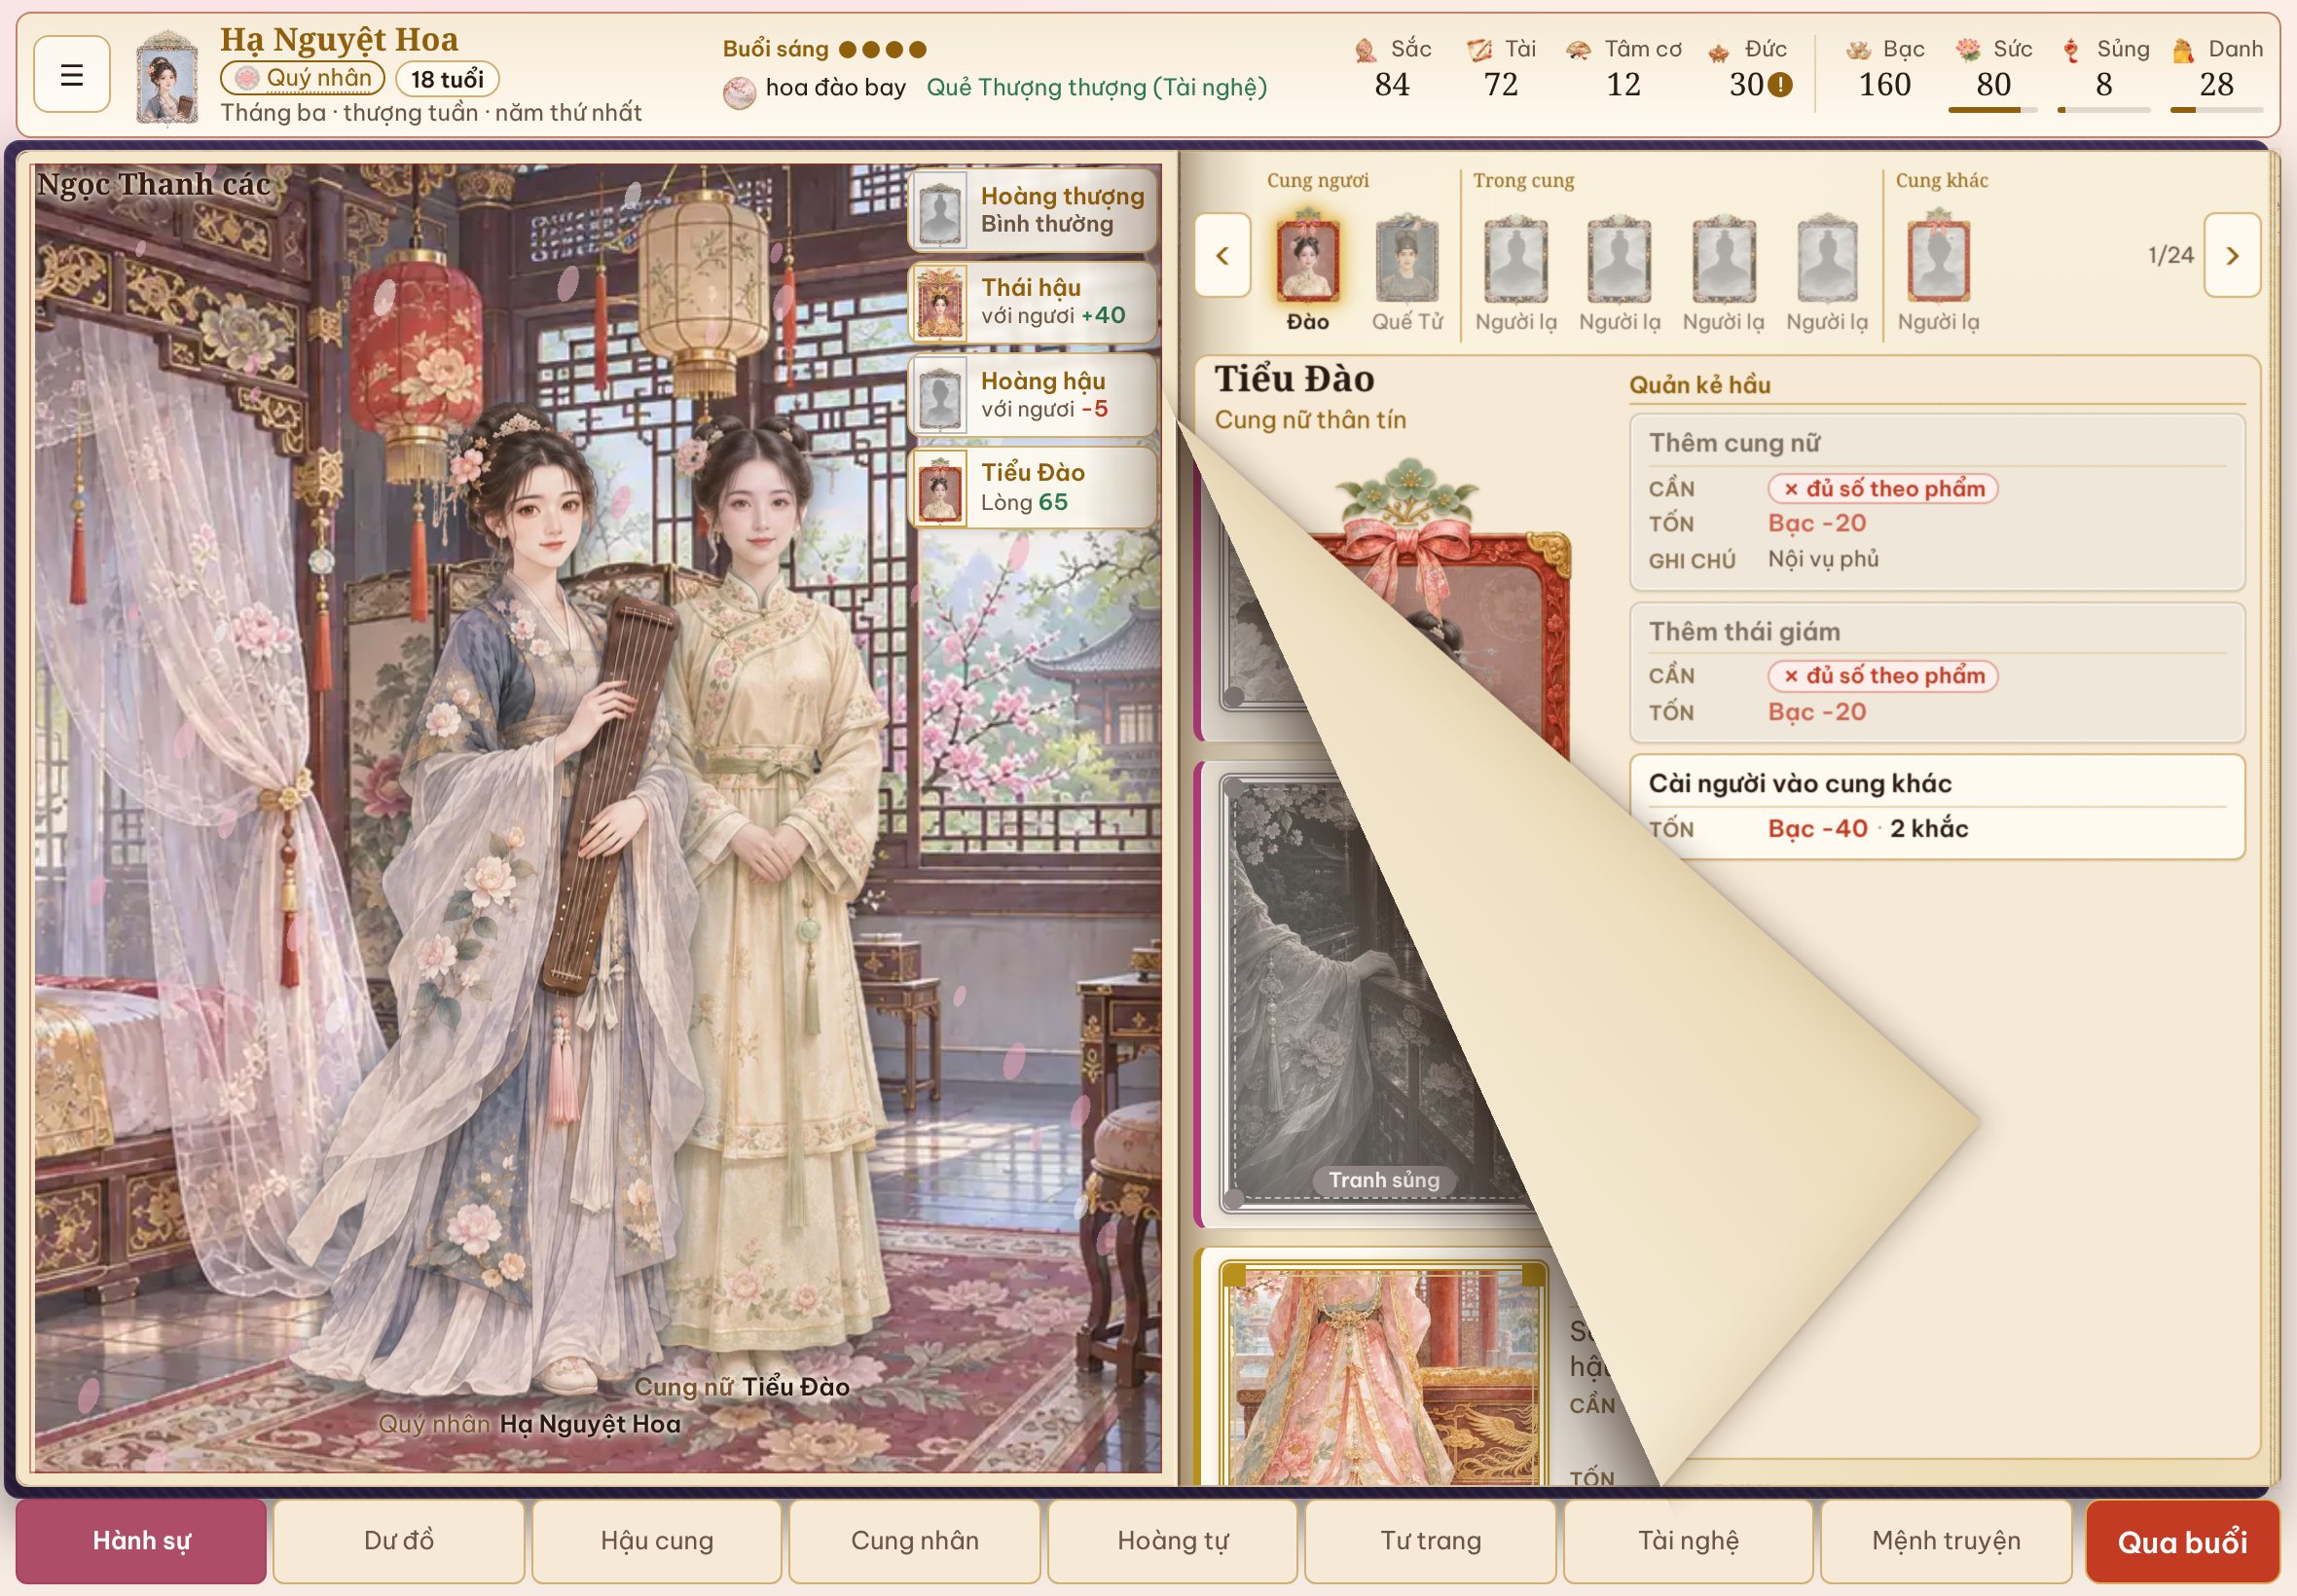 Hạ Nguyệt Hoa
Quý nhân 18 tuổi
Tháng ba · thượng tuần · năm thứ nhất
Buổi sáng
hoa đào bay Quẻ Thượng thượng (Tài nghệ)
Sắc Tài Tâm cơ Đức Bạc Sức Sủng Danh
84 72 12 30! 160 80 8 28
Ngọc Thanh các
Hoàng thượng
Bình thường
Thái hậu
với ngươi +40
Hoàng hậu
với ngươi -5
Tiểu Đào
Lòng 65
Cung nữ Tiểu Đào
Quý nhân Hạ Nguyệt Hoa
Cung ngươi Trong cung Cung khác
1/24
Đào Quế Tử Người lạ Người lạ Người lạ Người lạ Người lạ
Tiểu Đào
Cung nữ thân tín
Quản kẻ hầu
Thêm cung nữ
CẦN × đủ số theo phẩm
TỐN Bạc -20
GHI CHÚ Nội vụ phủ
Thêm thái giám
CẦN × đủ số theo phẩm
TỐN Bạc -20
Cài người vào cung khác
TỐN Bạc -40 · 2 khắc
Tranh sủng
CẦN
TỐN
Hành sự Dư đồ Hậu cung Cung nhân Hoàng tự Tư trang Tài nghệ Mệnh truyện Qua buổi